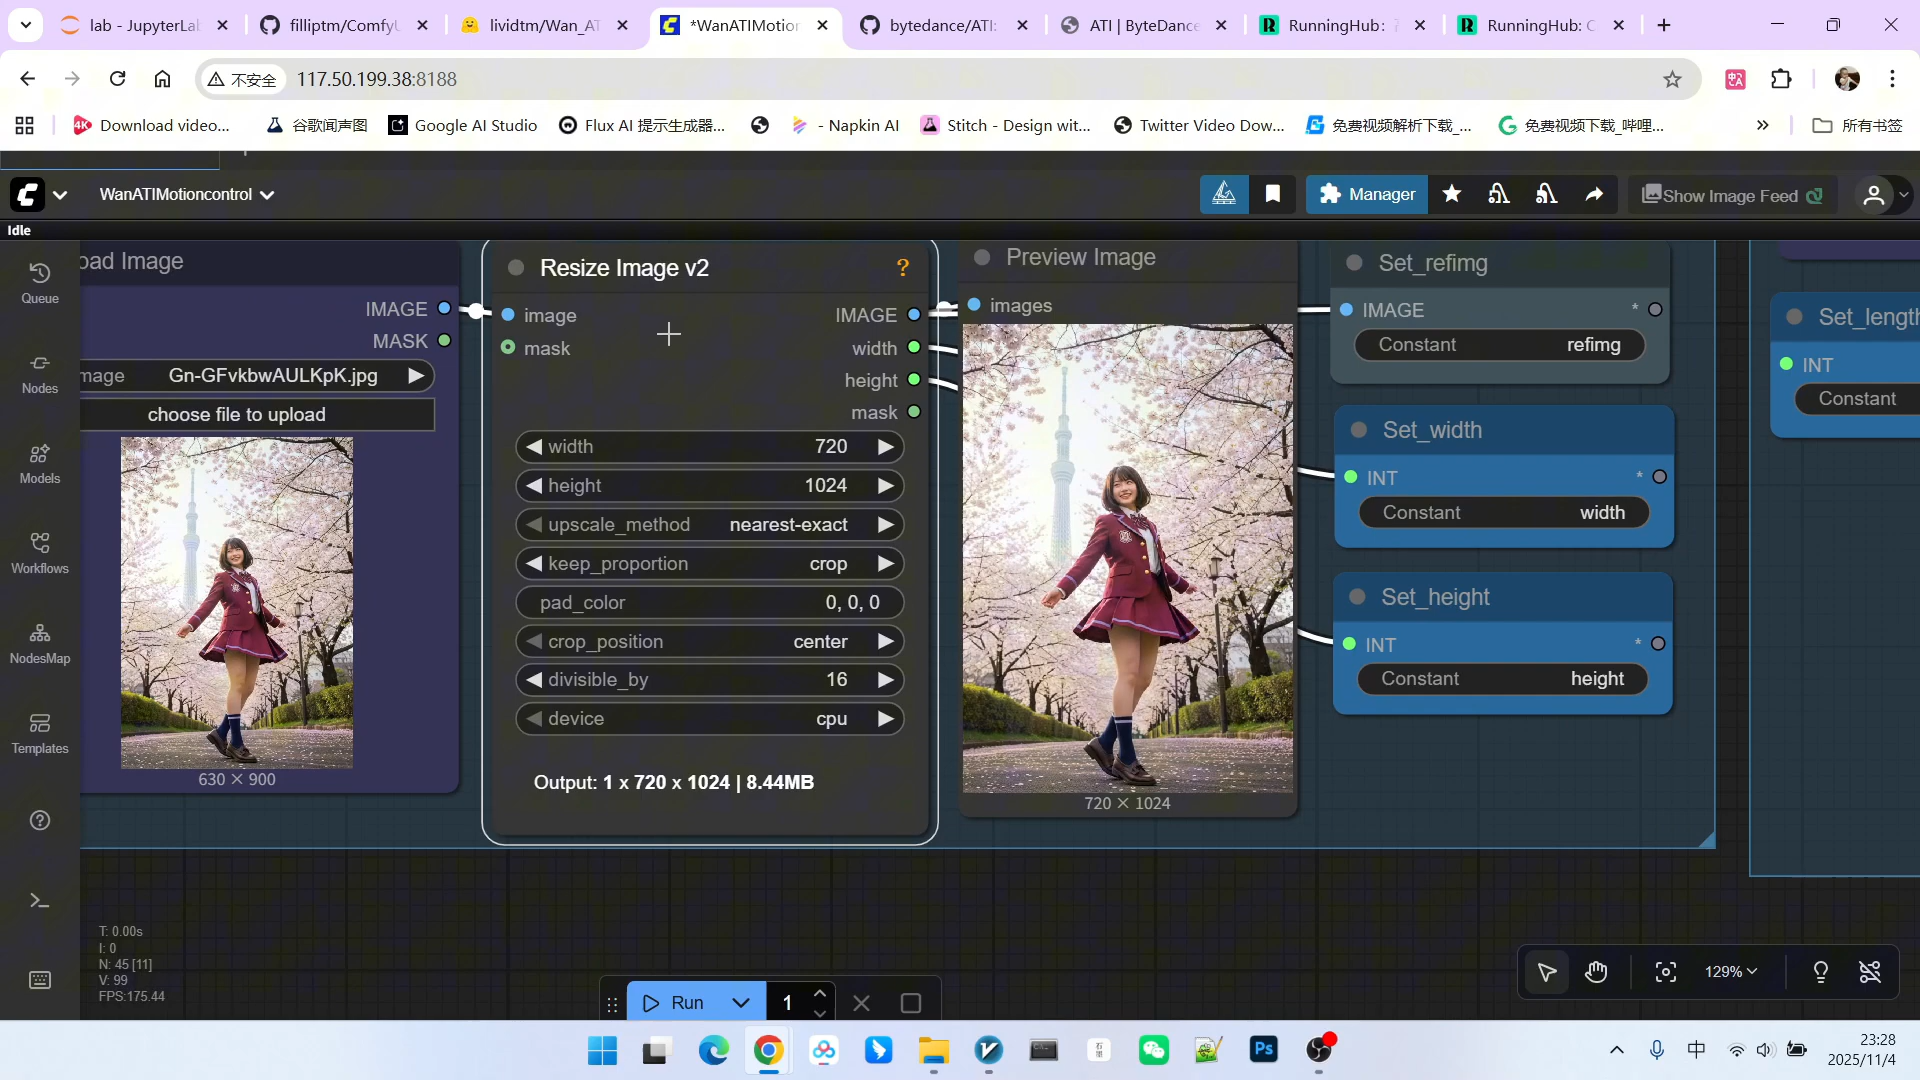 lab - JupyterLa
filliptm/ComfyU
lividtm/Wan_AT
*WanATIMotion
bytedance/ATI:
ATI | ByteDance
RunningHub:
RunningHub: C
不安全
117.50.199.38:8188
4K
Download video...
谷歌闻声图
Google AI Studio
Flux AI 提示生成器...
- Napkin AI
Stitch - Design wit...
Twitter Video Dow...
免费视频解析下载_...
免费视频下载_哔哩...
所有书签
WanATIMotioncontrol
Manager
Show Image Feed
Idle
Queue
Nodes
Models
Workflows
NodesMap
Templates
oad Image
IMAGE
MASK
mage
Gn-GFvkbwAULKpK.jpg
choose file to upload
630 × 900
Resize Image v2
?
image
IMAGE
mask
width
height
mask
width 720
height 1024
upscale_method nearest-exact
keep_proportion crop
pad_color 0, 0, 0
crop_position center
divisible_by 16
device cpu
Output: 1 x 720 x 1024 | 8.44MB
Preview Image
images
720 × 1024
Set_refimg
IMAGE *
Constant refimg
Set_width
INT *
Constant width
Set_height
INT *
Constant height
Set_length
INT
Constant
T: 0.00s
I: 0
N: 45 [11]
V: 99
FPS:175.44
Run
1
129%
Ps
中
23:28
2025/11/4